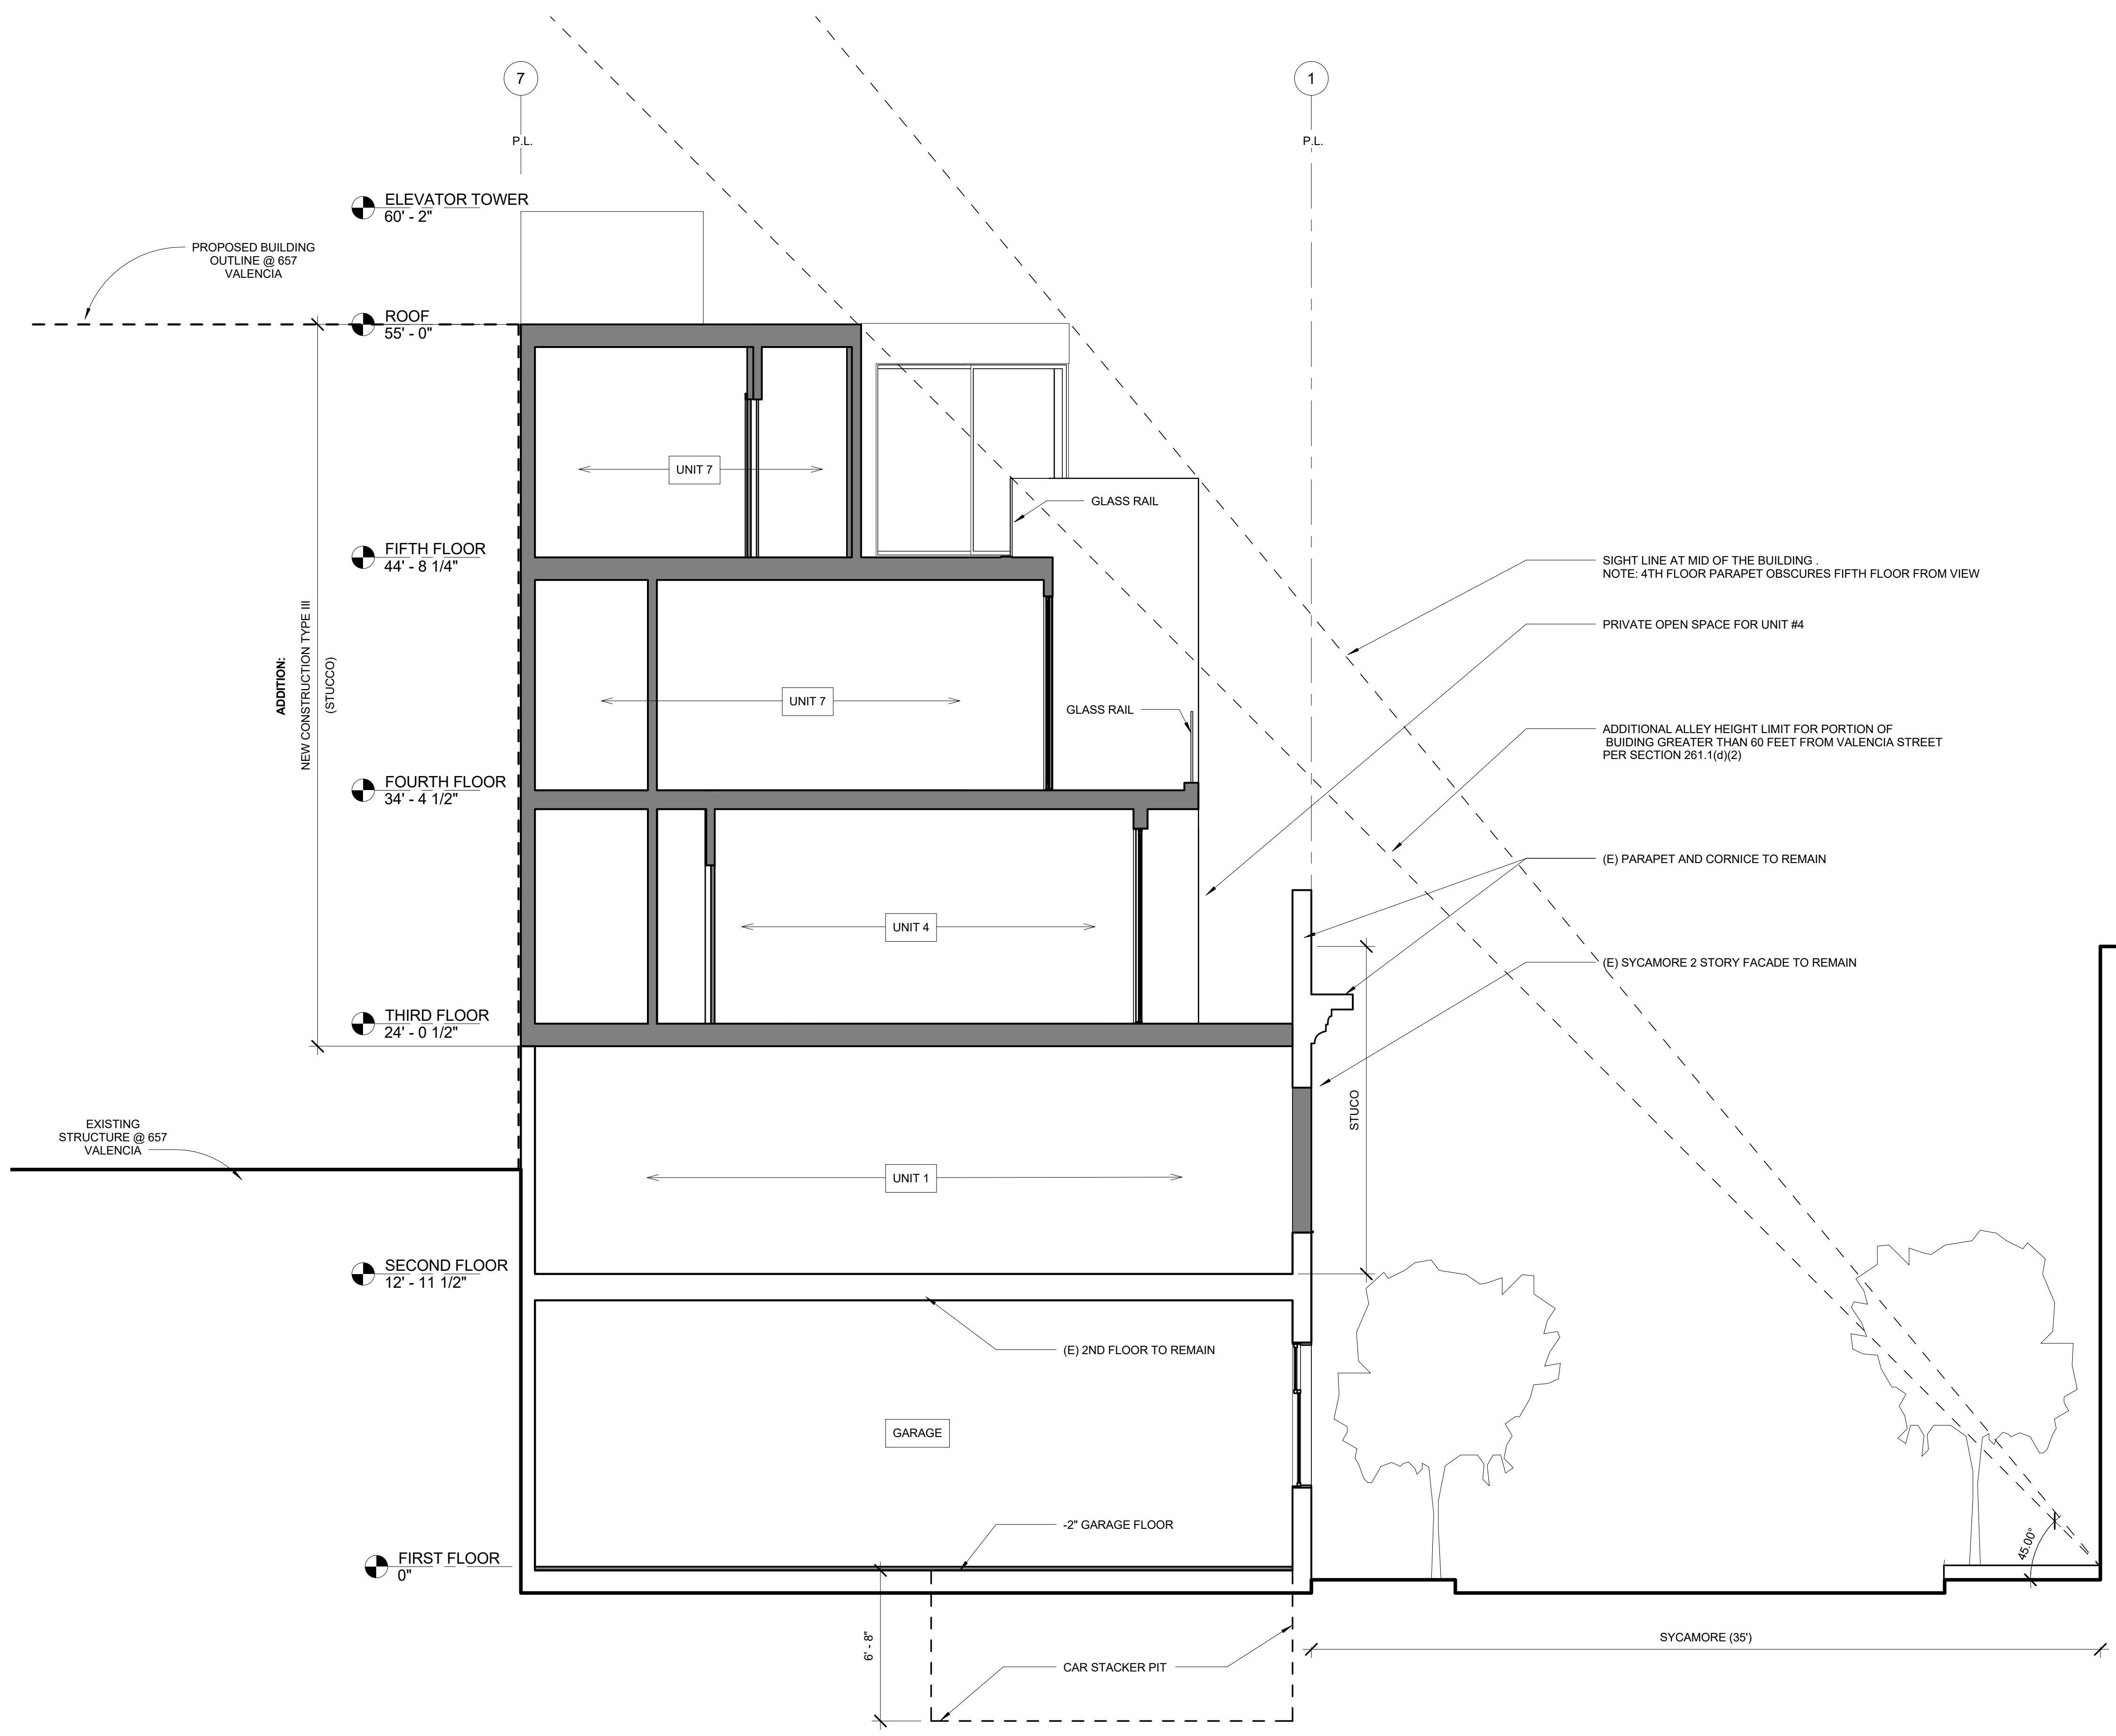 7
1
P.L.
P.L.
ELEVATOR TOWER
60' - 2"
PROPOSED BUILDING
OUTLINE @ 657
VALENCIA
ROOF
55' - 0"
UNIT 7
GLASS RAIL
FIFTH FLOOR
44' - 8 1/4"
SIGHT LINE AT MID OF THE BUILDING .
NOTE: 4TH FLOOR PARAPET OBSCURES FIFTH FLOOR FROM VIEW
PRIVATE OPEN SPACE FOR UNIT #4
ADDITION:
NEW CONSTRUCTION TYPE III
(STUCCO)
UNIT 7
GLASS RAIL
ADDITIONAL ALLEY HEIGHT LIMIT FOR PORTION OF
BUIDING GREATER THAN 60 FEET FROM VALENCIA STREET
PER SECTION 261.1(d)(2)
FOURTH FLOOR
34' - 4 1/2"
(E) PARAPET AND CORNICE TO REMAIN
UNIT 4
(E) SYCAMORE 2 STORY FACADE TO REMAIN
THIRD FLOOR
24' - 0 1/2"
STUCO
EXISTING
STRUCTURE @ 657
VALENCIA
UNIT 1
SECOND FLOOR
12' - 11 1/2"
(E) 2ND FLOOR TO REMAIN
GARAGE
-2" GARAGE FLOOR
45.00°
FIRST FLOOR
0"
6' - 8"
SYCAMORE (35')
CAR STACKER PIT